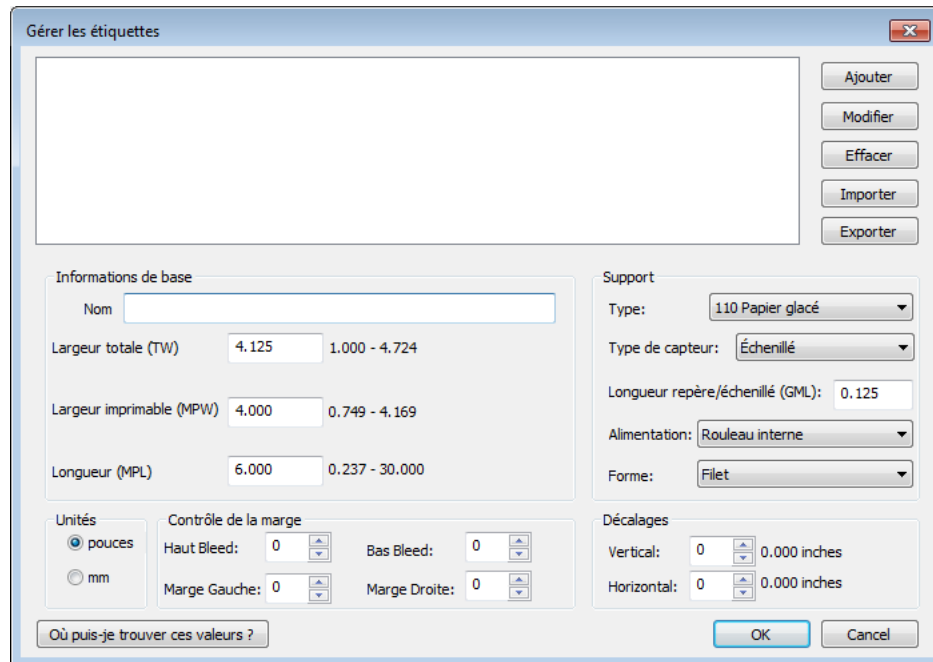 Gérer les étiquettes
Ajouter
Modifier
Effacer
Importer
Exporter
Informations de base
Nom
Largeur totale (TW) 4.125 1.000 - 4.724
Largeur imprimable (MPW) 4.000 0.749 - 4.169
Longueur (MPL) 6.000 0.237 - 30.000
Support
Type: 110 Papier glacé
Type de capteur: Échenillé
Longueur repère/échenillé (GML): 0.125
Alimentation: Rouleau interne
Forme: Filet
Unités
pouces
mm
Contrôle de la marge
Haut Bleed: 0 Bas Bleed: 0
Marge Gauche: 0 Marge Droite: 0
Décalages
Vertical: 0 0.000 inches
Horizontal: 0 0.000 inches
Où puis-je trouver ces valeurs ?
OK
Cancel